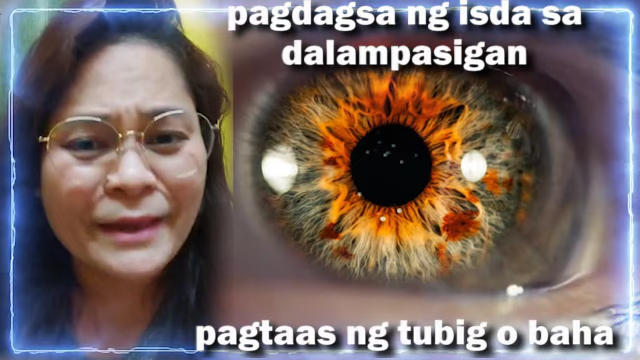 pagdagsa ng isda sa
dalampasigan
pagtaas ng tubig o baha